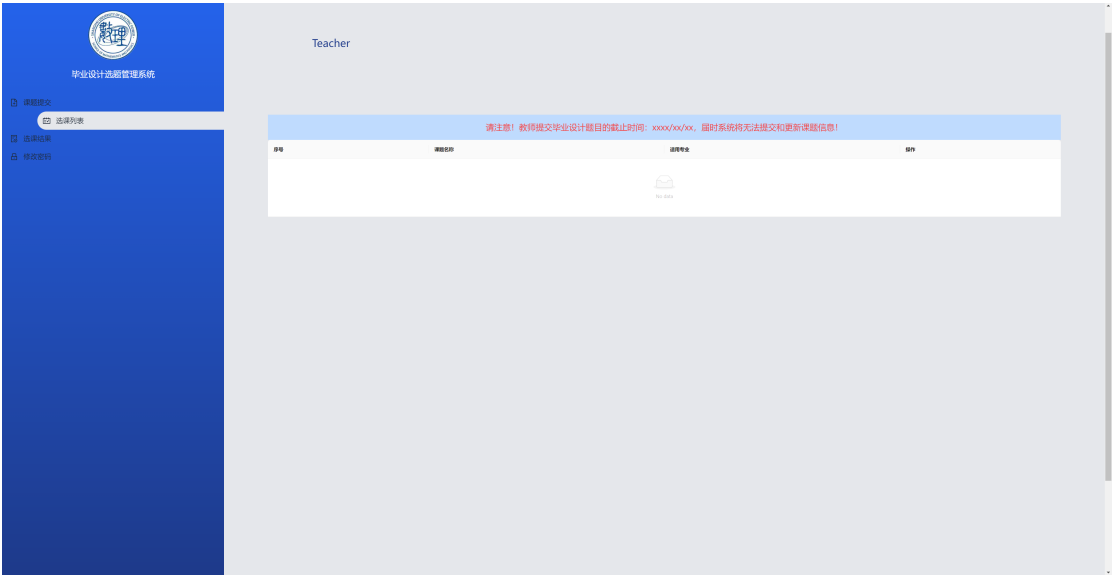 数理
毕业设计选题管理系统
课题提交
选课列表
选课结果
修改密码
Teacher
请注意！教师提交毕业设计题目的截止时间：xxxx/xx/xx，届时系统将无法提交和更新课题信息！
序号 课题名称 适用专业 操作
No data